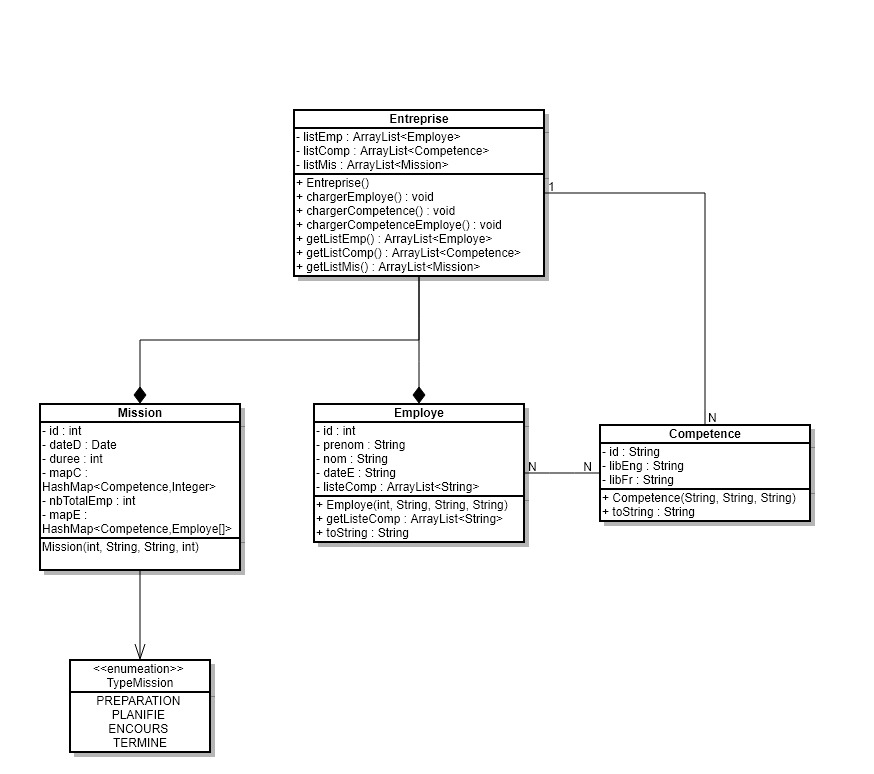 Entreprise
- listEmp : ArrayList<Employe>
- listComp : ArrayList<Competence>
- listMis : ArrayList<Mission>
+ Entreprise()
+ chargerEmploye() : void
+ chargerCompetence() : void
+ chargerCompetenceEmploye() : void
+ getListEmp() : ArrayList<Employe>
+ getListComp() : ArrayList<Competence>
+ getListMis() : ArrayList<Mission>
1
N
Mission
- id : int
- dateD : Date
- duree : int
- mapC :
HashMap<Competence,Integer>
- nbTotalEmp : int
- mapE :
HashMap<Competence,Employe[]>
Mission(int, String, String, int)
Employe
- id : int
- prenom : String
- nom : String
- dateE : String
- listeComp : ArrayList<String>
+ Employe(int, String, String, String)
+ getListeComp : ArrayList<String>
+ toString : String
N
N
Competence
- id : String
- libEng : String
- libFr : String
+ Competence(String, String, String)
+ toString : String
<<enumeation>>
TypeMission
PREPARATION
PLANIFIE
ENCOURS
TERMINE